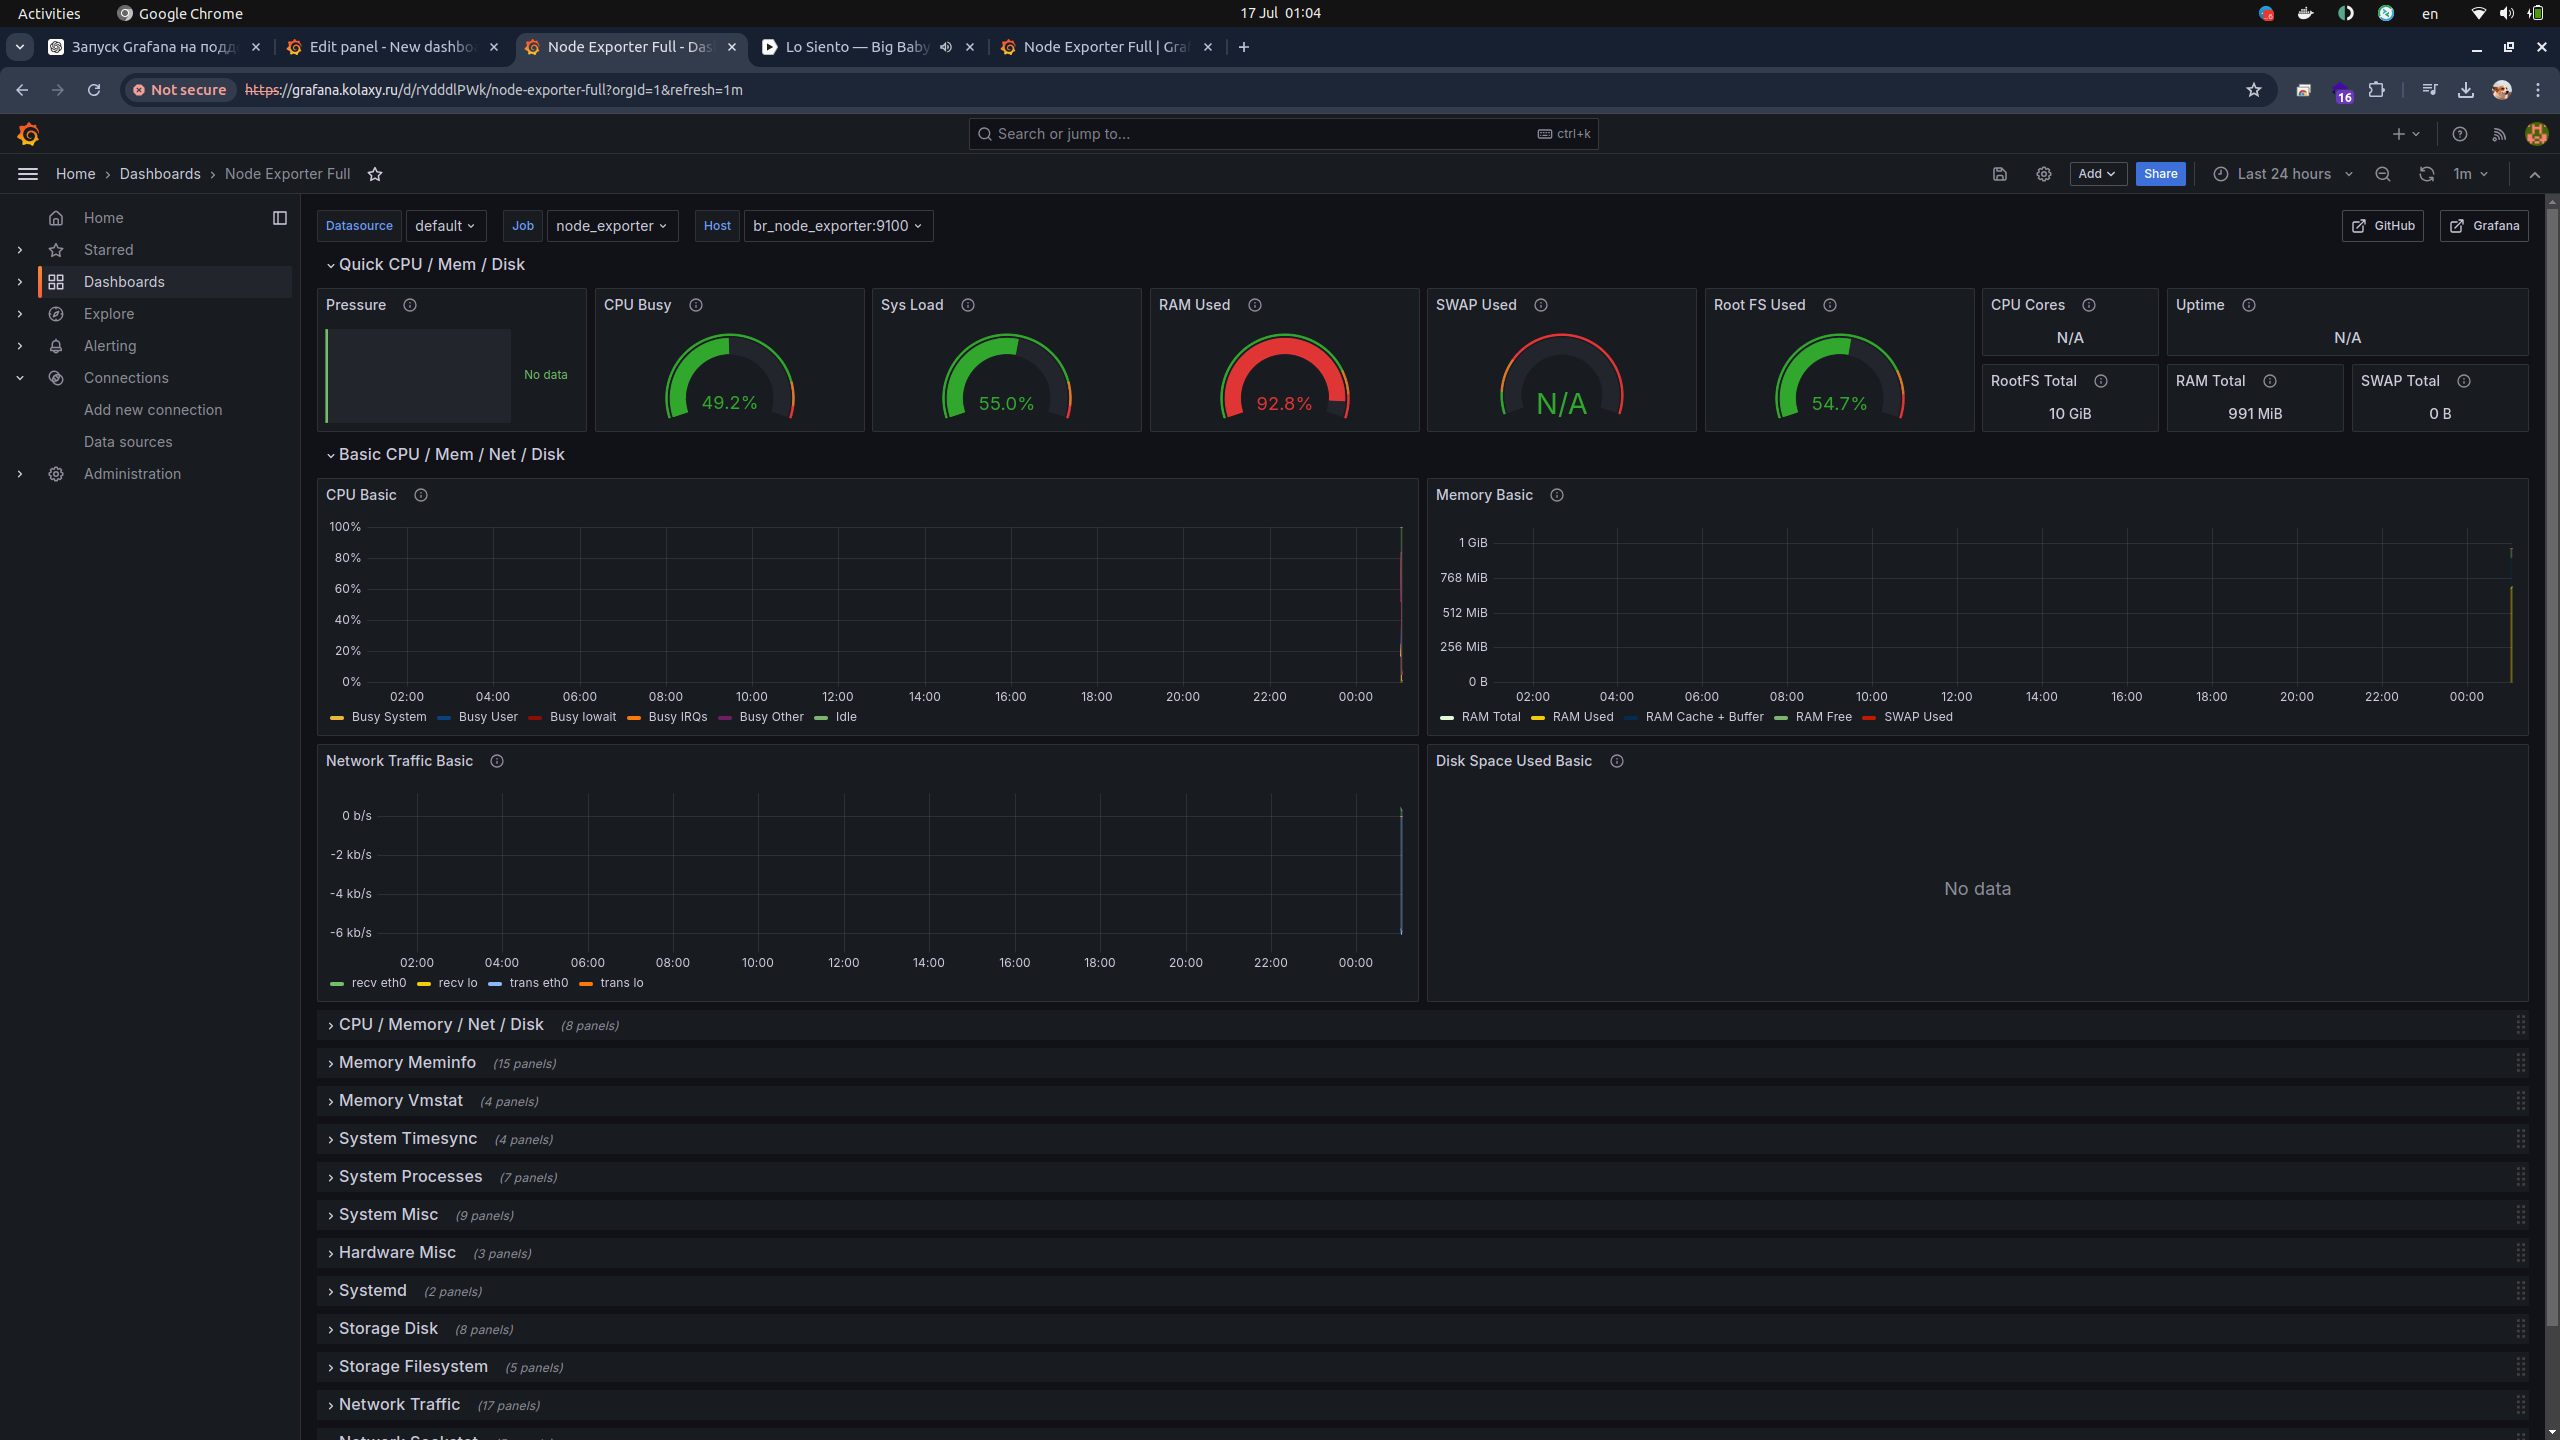 Activities Google Chrome 17 Jul 01:04 en
Запуск Grafana на подд Edit panel - New dashbo Node Exporter Full - Das Lo Siento — Big Baby Node Exporter Full | Gra
Not secure https://grafana.kolaxy.ru/d/rYdddlPWk/node-exporter-full?orgId=1&refresh=1m 16
Search or jump to... ctrl+k
Home › Dashboards › Node Exporter Full Add Share Last 24 hours 1m
Home
Starred
Dashboards
Explore
Alerting
Connections
Add new connection
Data sources
Administration
Datasource default Job node_exporter Host br_node_exporter:9100 GitHub Grafana
Quick CPU / Mem / Disk
Pressure CPU Busy Sys Load RAM Used SWAP Used Root FS Used CPU Cores Uptime
N/A N/A
No data 49.2% 55.0% 92.8% N/A 54.7%
RootFS Total RAM Total SWAP Total
10 GiB 991 MiB 0 B
Basic CPU / Mem / Net / Disk
CPU Basic
100%
80%
60%
40%
20%
0%
02:00 04:00 06:00 08:00 10:00 12:00 14:00 16:00 18:00 20:00 22:00 00:00
Busy System Busy User Busy Iowait Busy IRQs Busy Other Idle
Memory Basic
1 GiB
768 MiB
512 MiB
256 MiB
0 B
02:00 04:00 06:00 08:00 10:00 12:00 14:00 16:00 18:00 20:00 22:00 00:00
RAM Total RAM Used RAM Cache + Buffer RAM Free SWAP Used
Network Traffic Basic
0 b/s
-2 kb/s
-4 kb/s
-6 kb/s
02:00 04:00 06:00 08:00 10:00 12:00 14:00 16:00 18:00 20:00 22:00 00:00
recv eth0 recv lo trans eth0 trans lo
Disk Space Used Basic
No data
CPU / Memory / Net / Disk (8 panels)
Memory Meminfo (15 panels)
Memory Vmstat (4 panels)
System Timesync (4 panels)
System Processes (7 panels)
System Misc (9 panels)
Hardware Misc (3 panels)
Systemd (2 panels)
Storage Disk (8 panels)
Storage Filesystem (5 panels)
Network Traffic (17 panels)
Network Sockstat